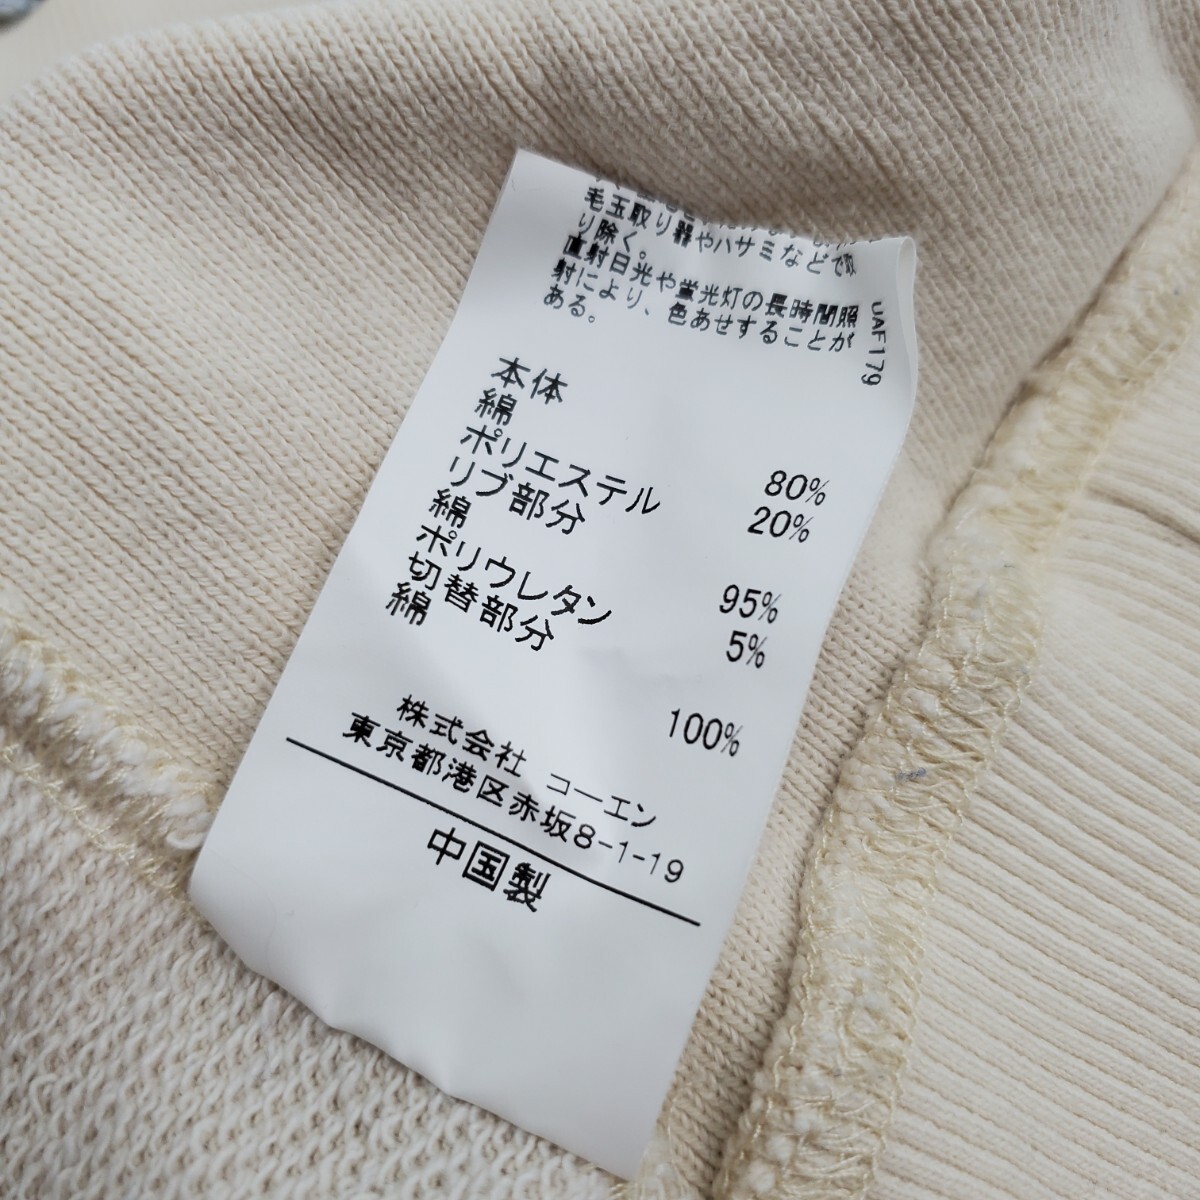 毛玉取り器やハサミなどで取
り除く。
直射日光や蛍光灯の長時間照
射により、色あせすることが
ある。
UAF179
本体
綿 80%
ポリエステル 20%
リブ部分
綿 95%
ポリウレタン 5%
切替部分
綿 100%
株式会社 コーエン
東京都港区赤坂8-1-19
中国製